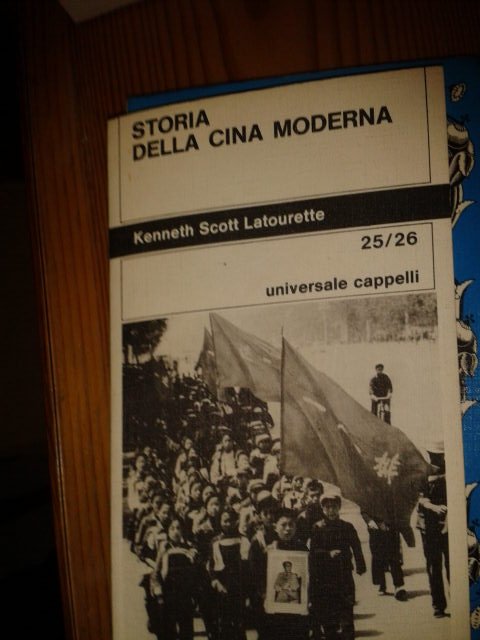 STORIA
DELLA CINA MODERNA
Kenneth Scott Latourette
25/26
universale cappelli